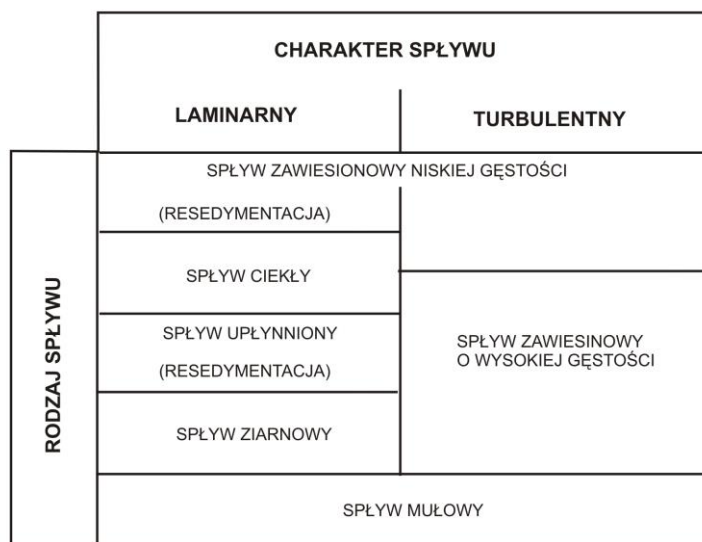 CHARAKTER SPŁYWU
LAMINARNY
TURBULENTNY
RODZAJ SPŁYWU
SPŁYW ZAWIESIONOWY NISKIEJ GĘSTOŚCI
(RESEDYMENTACJA)
SPŁYW CIEKŁY
SPŁYW UPŁYNNIONY
(RESEDYMENTACJA)
SPŁYW ZIARNOWY
SPŁYW ZAWIESINOWY
O WYSOKIEJ GĘSTOŚCI
SPŁYW MUŁOWY